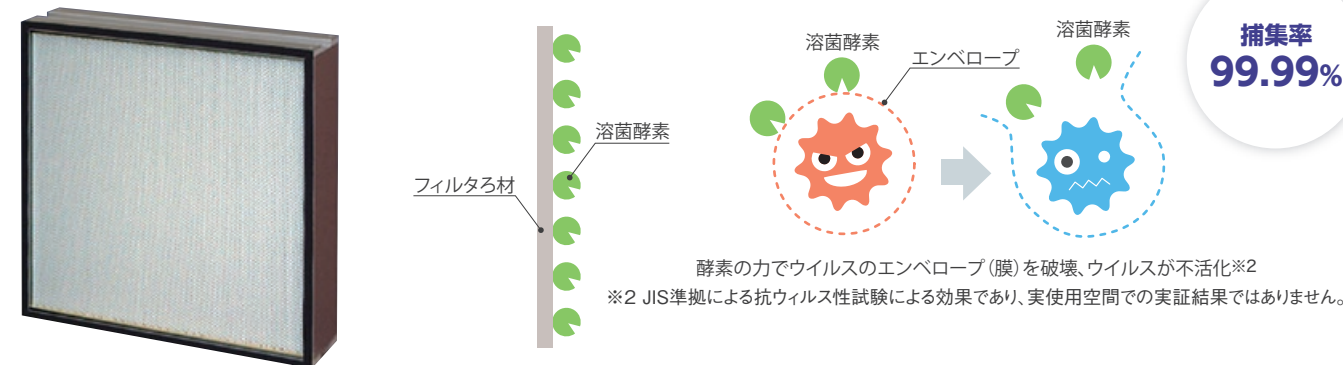 捕集率
99.99%
溶菌酵素
溶菌酵素
エンベロープ
溶菌酵素
フィルタろ材
酵素の力でウイルスのエンベロープ（膜）を破壊、ウイルスが不活化※2
※2 JIS準拠による抗ウィルス性試験による効果であり、実使用空間での実証結果ではありません。